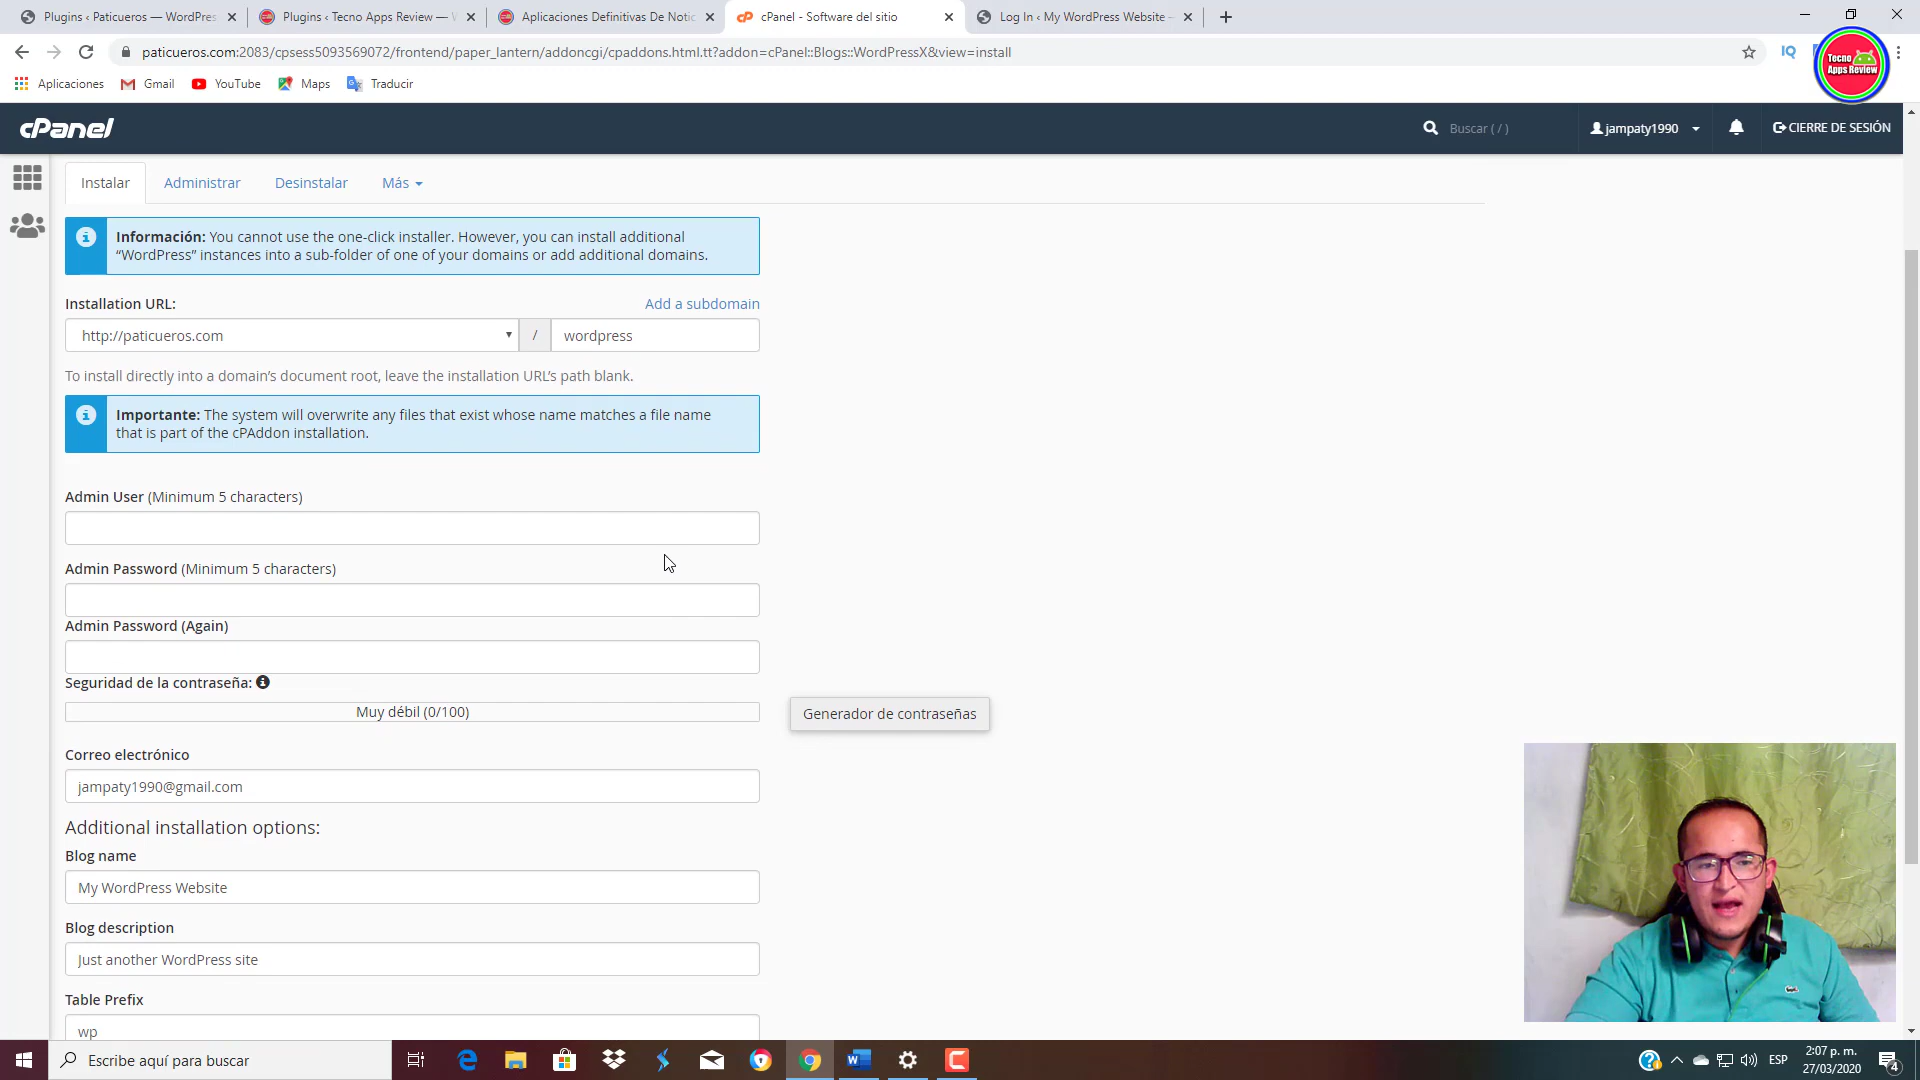 Plugins ‹ Paticueros — WordPres
Plugins ‹ Tecno Apps Review — W
Aplicaciones Definitivas De Notic
cPanel - Software del sitio
Log In ‹ My WordPress Website —
paticueros.com:2083/cpsess5093569072/frontend/paper_lantern/addoncgi/cpaddons.html.tt?addon=cPanel::Blogs::WordPressX&view=install
IQ
Tecno
Apps Review
Aplicaciones
Gmail
YouTube
Maps
Traducir
cPanel
Buscar ( / )
jampaty1990
CIERRE DE SESIÓN
Instalar
Administrar
Desinstalar
Más
Información: You cannot use the one-click installer. However, you can install additional
“WordPress” instances into a sub-folder of one of your domains or add additional domains.
Installation URL:
Add a subdomain
http://paticueros.com
/
wordpress
To install directly into a domain’s document root, leave the installation URL’s path blank.
Importante: The system will overwrite any files that exist whose name matches a file name
that is part of the cPAddon installation.
Admin User (Minimum 5 characters)
Admin Password (Minimum 5 characters)
Admin Password (Again)
Seguridad de la contraseña:
Muy débil (0/100)
Generador de contraseñas
Correo electrónico
jampaty1990@gmail.com
Additional installation options:
Blog name
My WordPress Website
Blog description
Just another WordPress site
Table Prefix
wp
Escribe aquí para buscar
ESP
2:07 p. m.
27/03/2020
4